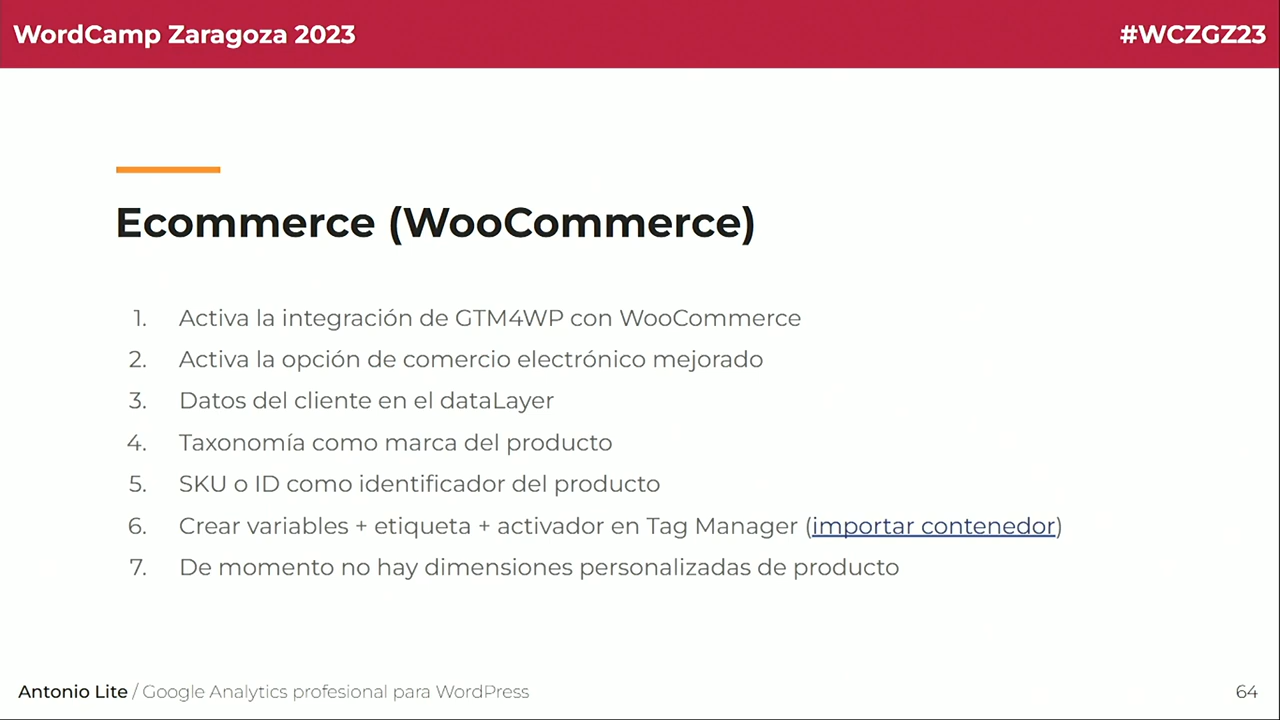 WordCamp Zaragoza 2023
#WCZGZ23
Ecommerce (WooCommerce)
1. Activa la integración de GTM4WP con WooCommerce
2. Activa la opción de comercio electrónico mejorado
3. Datos del cliente en el dataLayer
4. Taxonomía como marca del producto
5. SKU o ID como identificador del producto
6. Crear variables + etiqueta + activador en Tag Manager (importar contenedor)
7. De momento no hay dimensiones personalizadas de producto
Antonio Lite / Google Analytics profesional para WordPress
64